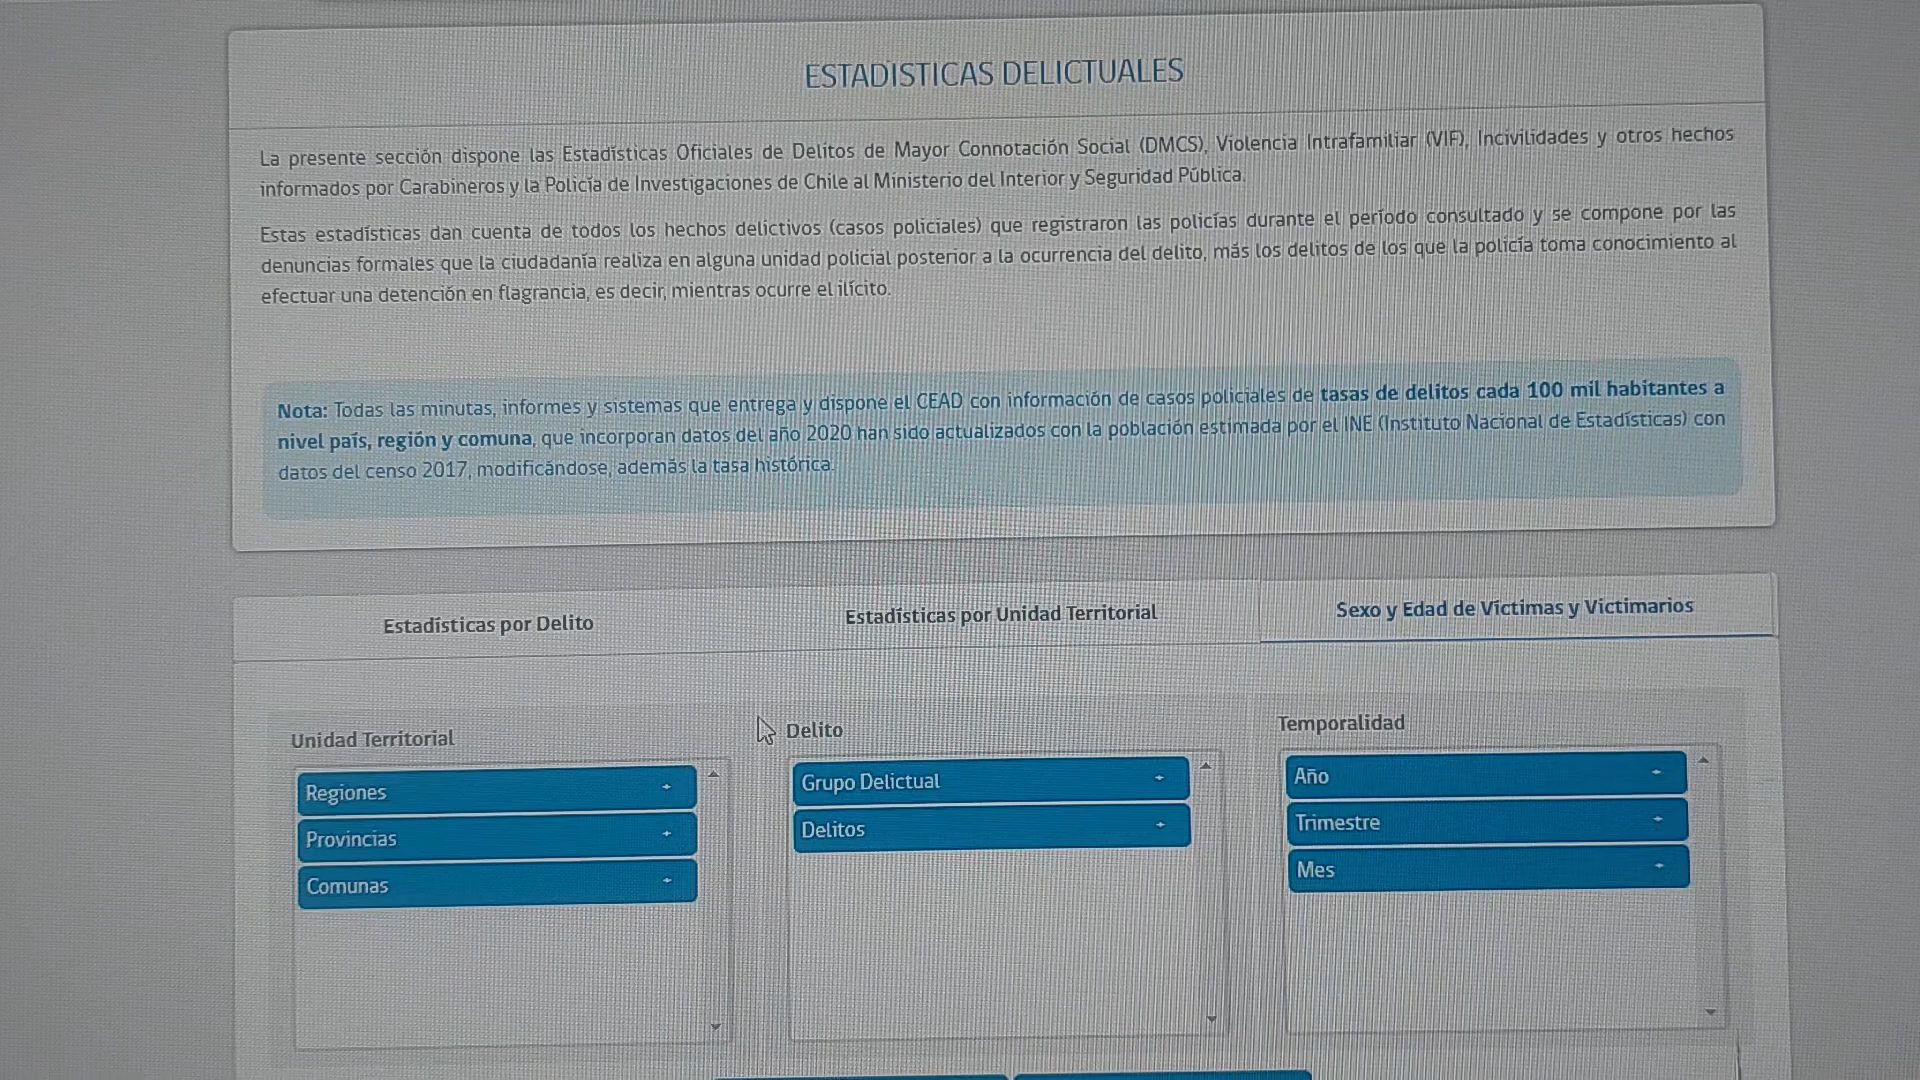 ESTADÍSTICAS DELICTUALES
La presente sección dispone las Estadísticas Oficiales de Delitos de Mayor Connotación Social (DMCS), Violencia Intrafamiliar (VIF), Incivilidades y otros hechos
informados por Carabineros y la Policía de Investigaciones de Chile al Ministerio del Interior y Seguridad Pública.
Estas estadísticas dan cuenta de todos los hechos delictivos (casos policiales) que registraron las policías durante el período consultado y se compone por las
denuncias formales que la ciudadanía realiza en alguna unidad policial posterior a la ocurrencia del delito, más los delitos de los que la policía toma conocimiento al
efectuar una detención en flagrancia, es decir, mientras ocurre el ilícito.
Nota: Todas las minutas, informes y sistemas que entrega y dispone el CEAD con información de casos policiales de tasas de delitos cada 100 mil habitantes a
nivel país, región y comuna, que incorporan datos del año 2020 han sido actualizados con la población estimada por el INE (Instituto Nacional de Estadísticas) con
datos del censo 2017, modificándose, además la tasa histórica.
Estadísticas por Delito
Estadísticas por Unidad Territorial
Sexo y Edad de Víctimas y Victimarios
Unidad Territorial
Regiones
Provincias
Comunas
Delito
Grupo Delictual
Delitos
Temporalidad
Año
Trimestre
Mes